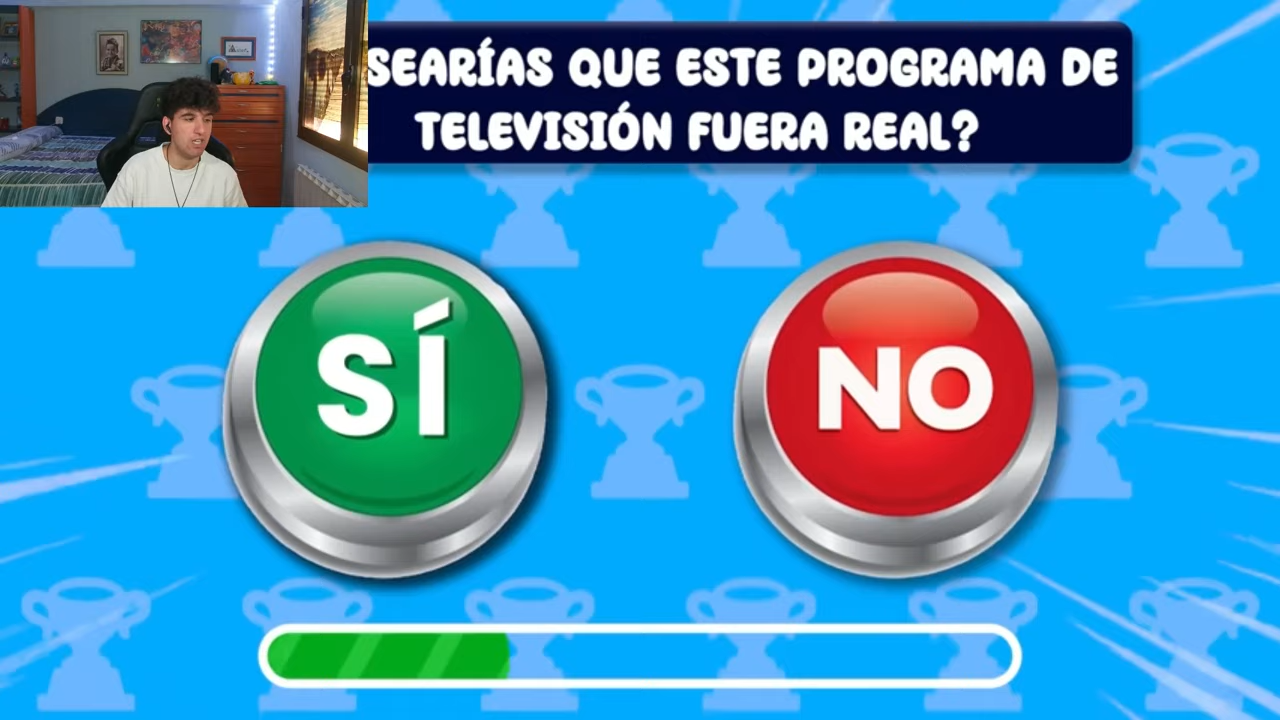 SEARÍAS QUE ESTE PROGRAMA DE
TELEVISIÓN FUERA REAL?
SÍ
NO